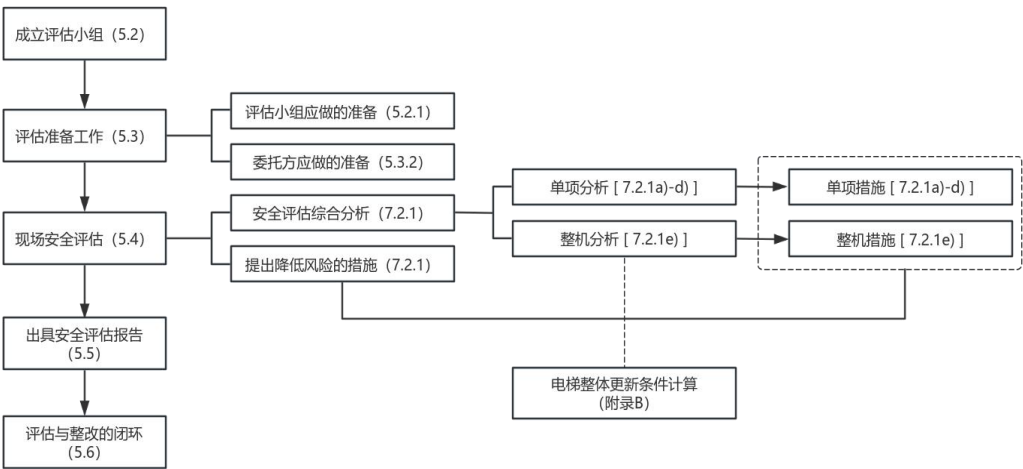 成立评估小组（5.2）
评估准备工作（5.3）
评估小组应做的准备（5.2.1）
委托方应做的准备（5.3.2）
现场安全评估（5.4）
安全评估综合分析（7.2.1）
提出降低风险的措施（7.2.1）
单项分析 [ 7.2.1a)-d) ]
单项措施 [ 7.2.1a)-d) ]
整机分析 [ 7.2.1e) ]
整机措施 [ 7.2.1e) ]
出具安全评估报告
（5.5）
电梯整体更新条件计算
（附录B）
评估与整改的闭环
（5.6）